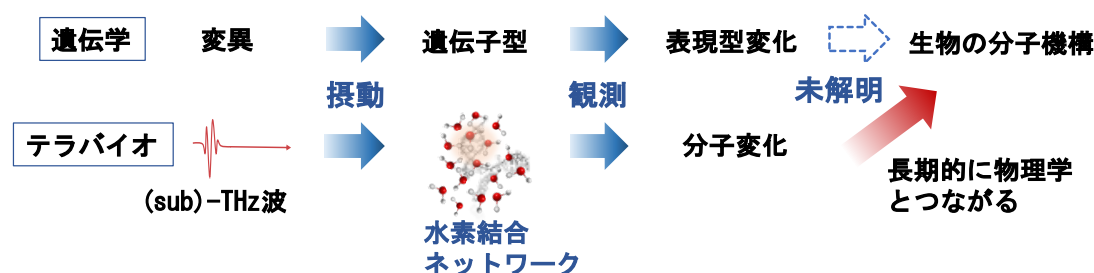 遺伝学 変異 遺伝子型 表現型変化 生物の分子機構
摂動 観測 未解明
テラバイオ 分子変化
長期的に物理学
とつながる
(sub)-THz波
水素結合
ネットワーク